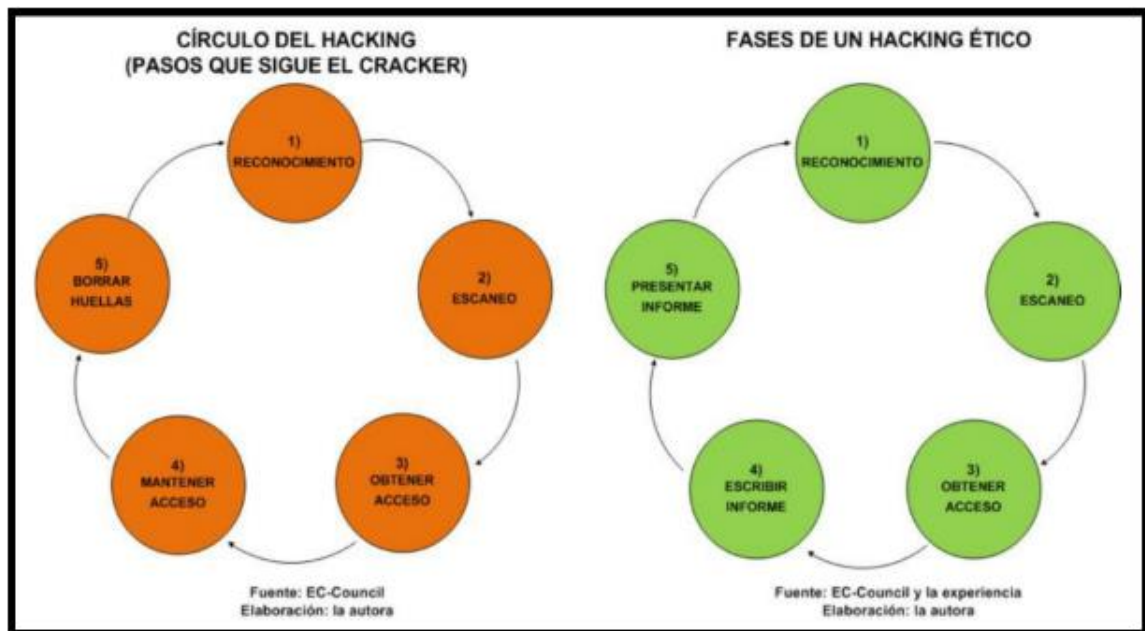 CÍRCULO DEL HACKING
(PASOS QUE SIGUE EL CRACKER)
1)
RECONOCIMIENTO
2)
ESCANEO
3)
OBTENER
ACCESO
4)
MANTENER
ACCESO
5)
BORRAR
HUELLAS
Fuente: EC-Council
Elaboración: la autora
FASES DE UN HACKING ÉTICO
1)
RECONOCIMIENTO
2)
ESCANEO
3)
OBTENER
ACCESO
4)
ESCRIBIR
INFORME
5)
PRESENTAR
INFORME
Fuente: EC-Council y la experiencia
Elaboración: la autora